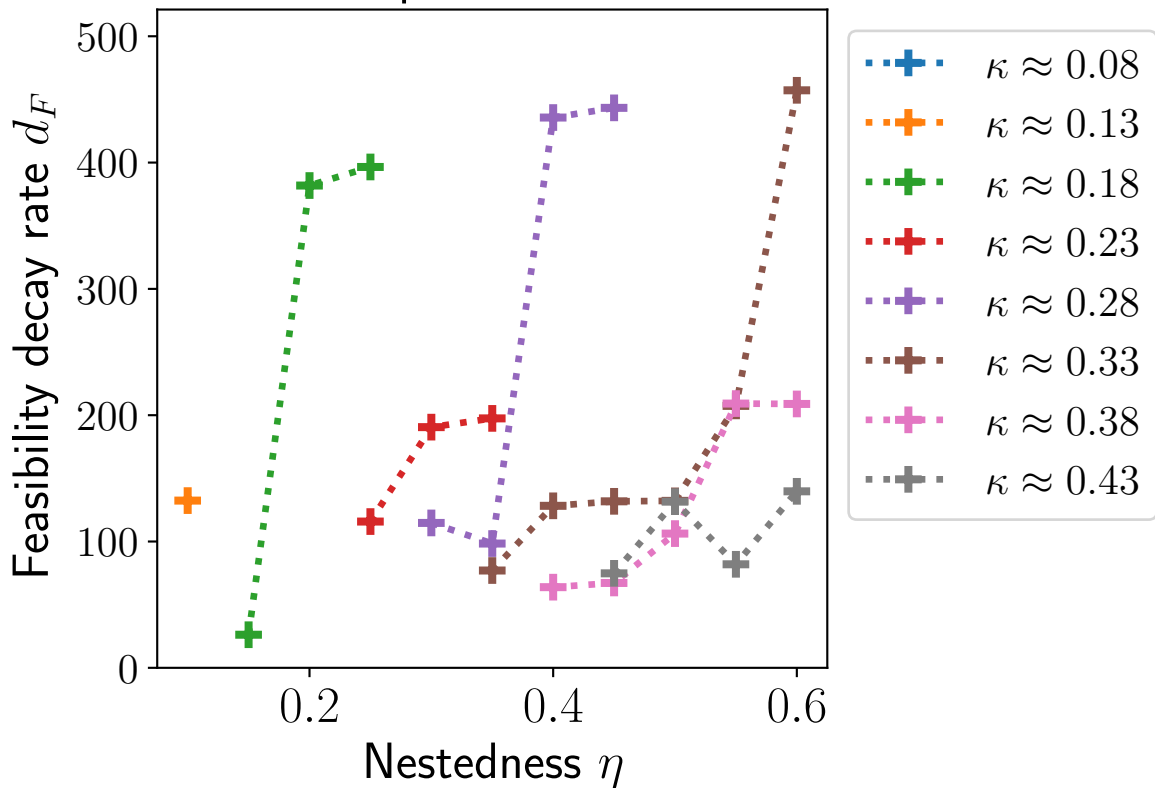 500
400
300
200
100
0
Feasibility decay rate d_F
0.2
0.4
0.6
Nestedness η
κ ≈ 0.08
κ ≈ 0.13
κ ≈ 0.18
κ ≈ 0.23
κ ≈ 0.28
κ ≈ 0.33
κ ≈ 0.38
κ ≈ 0.43